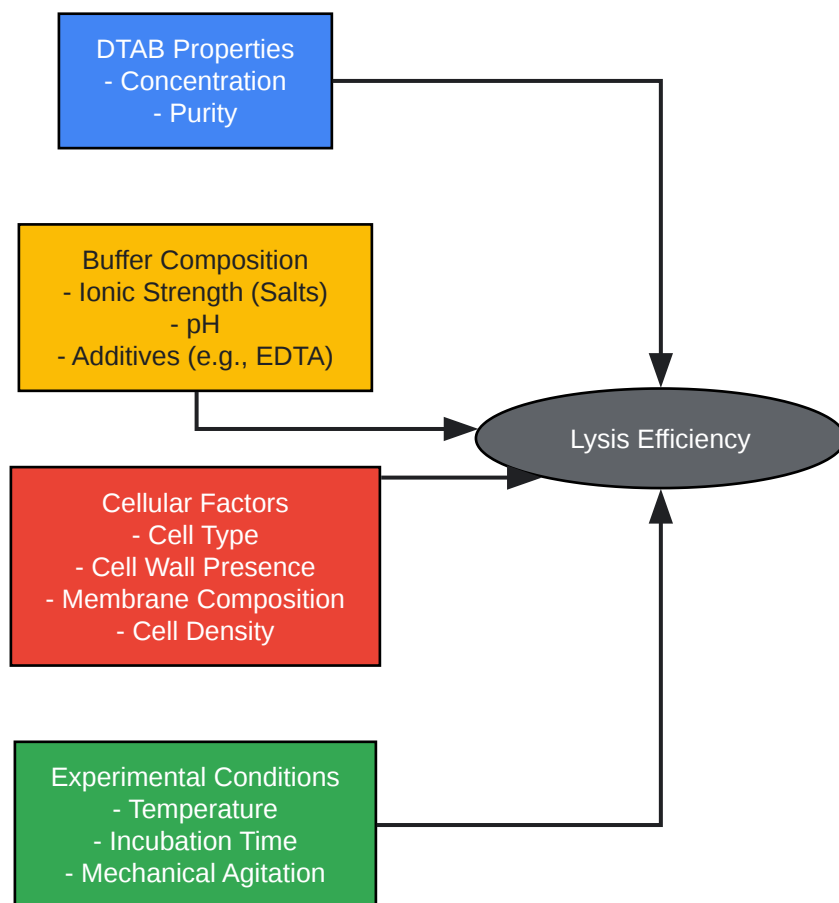 DTAB Properties
- Concentration
- Purity
Buffer Composition
- Ionic Strength (Salts)
- pH
- Additives (e.g., EDTA)
Lysis Efficiency
Cellular Factors
- Cell Type
- Cell Wall Presence
- Membrane Composition
- Cell Density
Experimental Conditions
- Temperature
- Incubation Time
- Mechanical Agitation